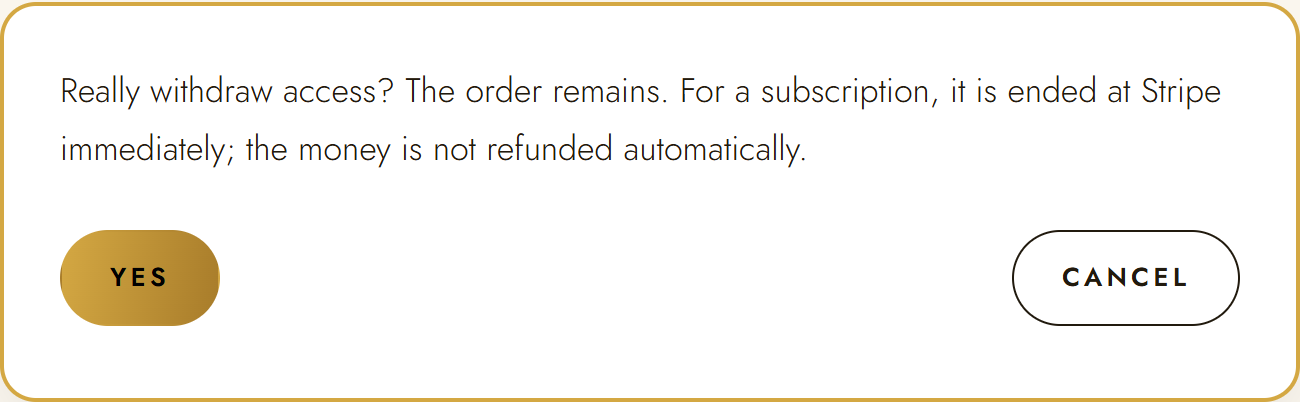 Really withdraw access? The order remains. For a subscription, it is ended at Stripe
immediately; the money is not refunded automatically.
YES
CANCEL